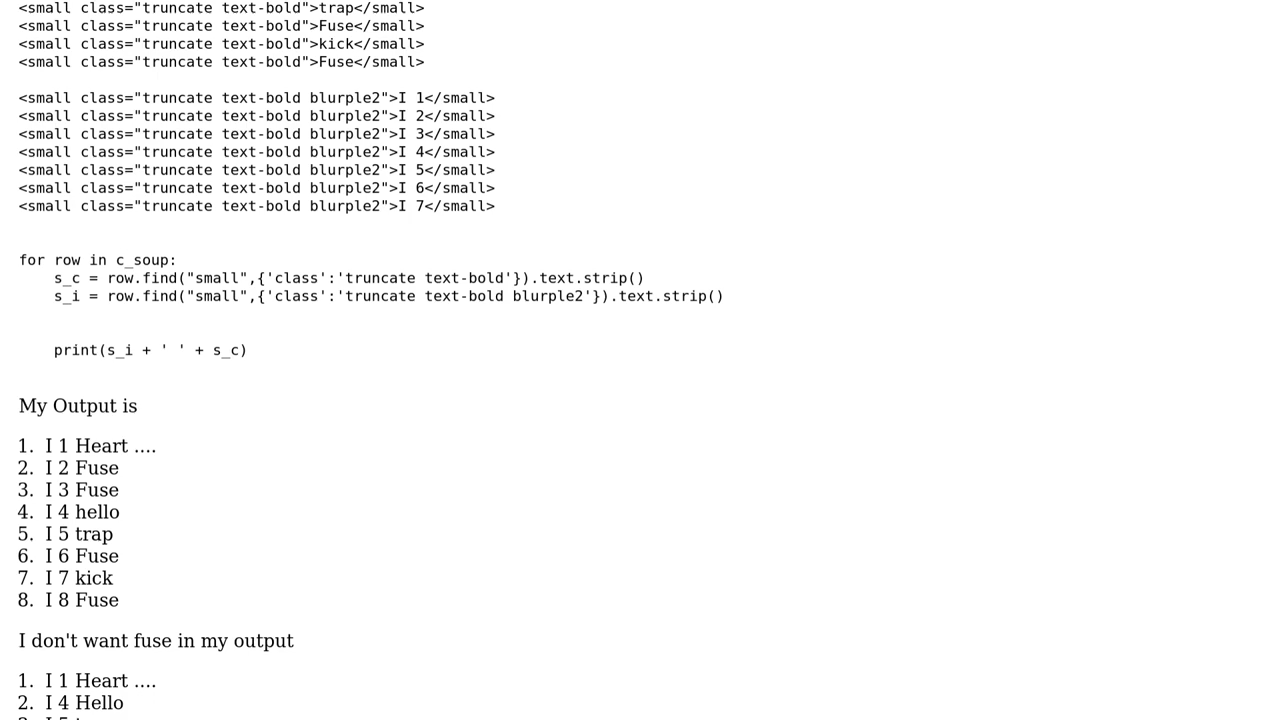 <small class="truncate text-bold">trap</small>
<small class="truncate text-bold">Fuse</small>
<small class="truncate text-bold">kick</small>
<small class="truncate text-bold">Fuse</small>
<small class="truncate text-bold blurple2">I 1</small>
<small class="truncate text-bold blurple2">I 2</small>
<small class="truncate text-bold blurple2">I 3</small>
<small class="truncate text-bold blurple2">I 4</small>
<small class="truncate text-bold blurple2">I 5</small>
<small class="truncate text-bold blurple2">I 6</small>
<small class="truncate text-bold blurple2">I 7</small>
for row in c_soup:
    s_c = row.find("small",{'class':'truncate text-bold'}).text.strip()
    s_i = row.find("small",{'class':'truncate text-bold blurple2'}).text.strip()
    print(s_i + ' ' + s_c)
My Output is
1. I 1 Heart ....
2. I 2 Fuse
3. I 3 Fuse
4. I 4 hello
5. I 5 trap
6. I 6 Fuse
7. I 7 kick
8. I 8 Fuse
I don't want fuse in my output
1. I 1 Heart ....
2. I 4 Hello